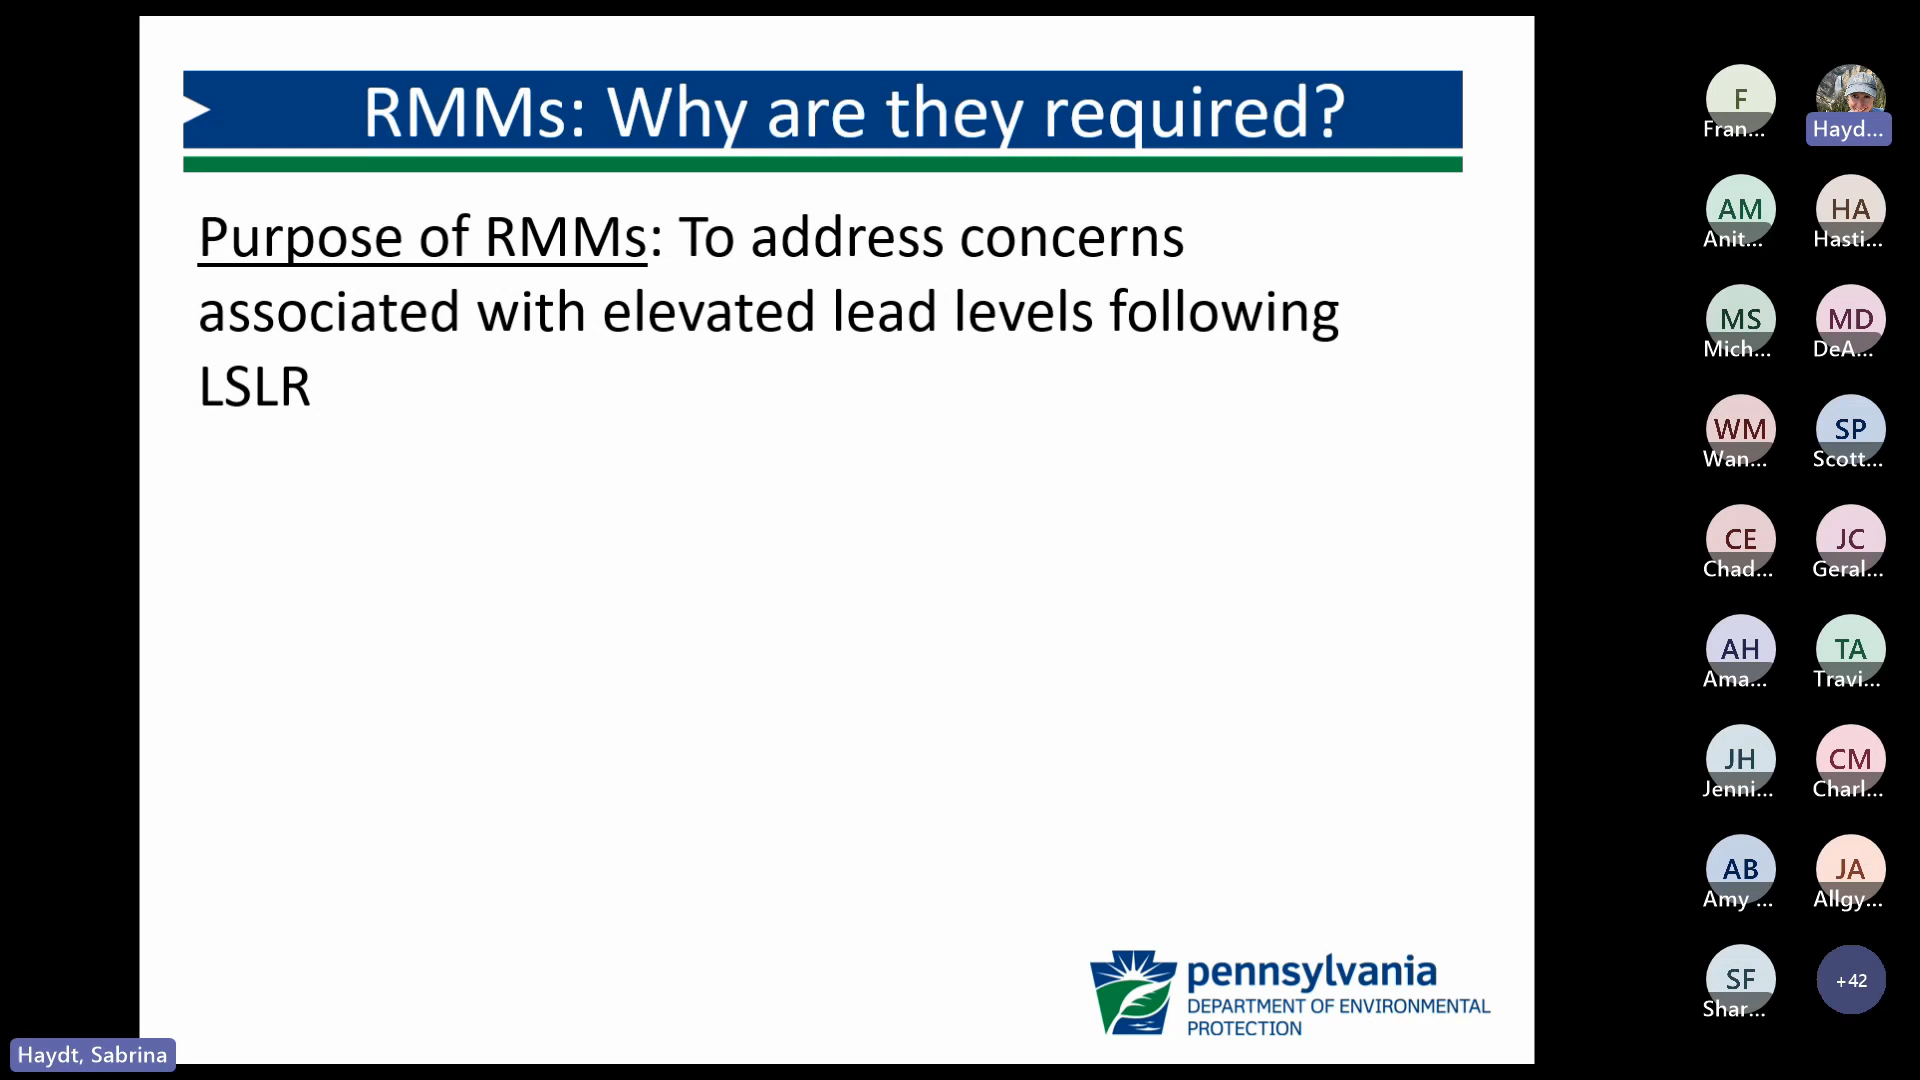 RMMs: Why are they required?
Purpose of RMMs: To address concerns
associated with elevated lead levels following
LSLR
pennsylvania
DEPARTMENT OF ENVIRONMENTAL
PROTECTION
Haydt, Sabrina
F
Fran...
Hayd...
AM
Anit...
HA
Hasti...
MS
Mich...
MD
DeA...
WM
Wan...
SP
Scott...
CE
Chad...
JC
Geral...
AH
Ama...
TA
Travi...
JH
Jenni...
CM
Charl...
AB
Amy ...
JA
Allgy...
SF
Shar...
+42